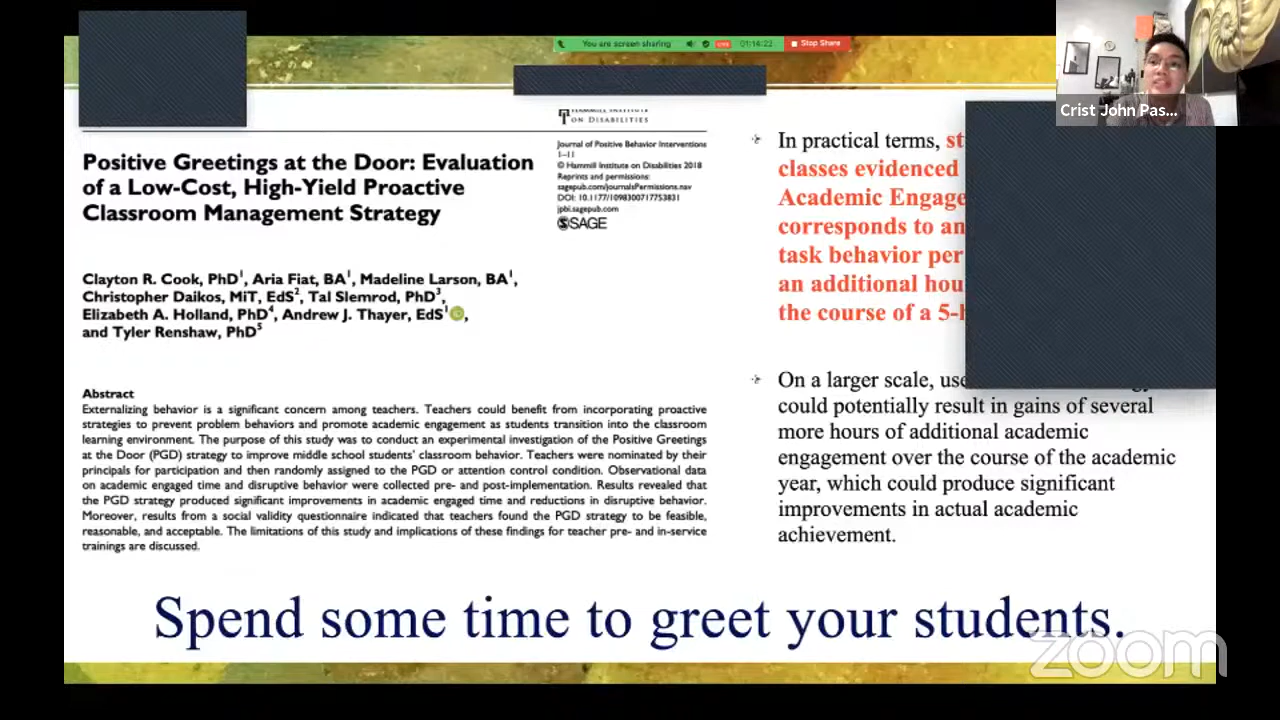 You are screen sharing
LIVE
01:16:22
Stop Share
Crist John Pas...
ON DISABILITIES
Positive Greetings at the Door: Evaluation
of a Low-Cost, High-Yield Proactive
Classroom Management Strategy
Journal of Positive Behavior Interventions
1–11
© Hammill Institute on Disabilities 2018
Reprints and permissions:
sagepub.com/journalsPermissions.nav
DOI: 10.1177/1098300717753831
jpbi.sagepub.com
SAGE
Clayton R. Cook, PhD1, Aria Fiat, BA1, Madeline Larson, BA1,
Christopher Daikos, MiT, EdS2, Tal Slemrod, PhD3,
Elizabeth A. Holland, PhD4, Andrew J. Thayer, EdS1 iD,
and Tyler Renshaw, PhD5
Abstract
Externalizing behavior is a significant concern among teachers. Teachers could benefit from incorporating proactive
strategies to prevent problem behaviors and promote academic engagement as students transition into the classroom
learning environment. The purpose of this study was to conduct an experimental investigation of the Positive Greetings
at the Door (PGD) strategy to improve middle school students' classroom behavior. Teachers were nominated by their
principals for participation and then randomly assigned to the PGD or attention control condition. Observational data
on academic engaged time and disruptive behavior were collected pre- and post-implementation. Results revealed that
the PGD strategy produced significant improvements in academic engaged time and reductions in disruptive behavior.
Moreover, results from a social validity questionnaire indicated that teachers found the PGD strategy to be feasible,
reasonable, and acceptable. The limitations of this study and implications of these findings for teacher pre- and in-service
trainings are discussed.
In practical terms,
classes evidenced
Academic
corresponds to
task behavior per
an additional
the course of a
On a larger scale,
could potentially result in gains of several
more hours of additional academic
engagement over the course of the academic
year, which could produce significant
improvements in actual academic
achievement.
Spend some time to greet your students.
zoom